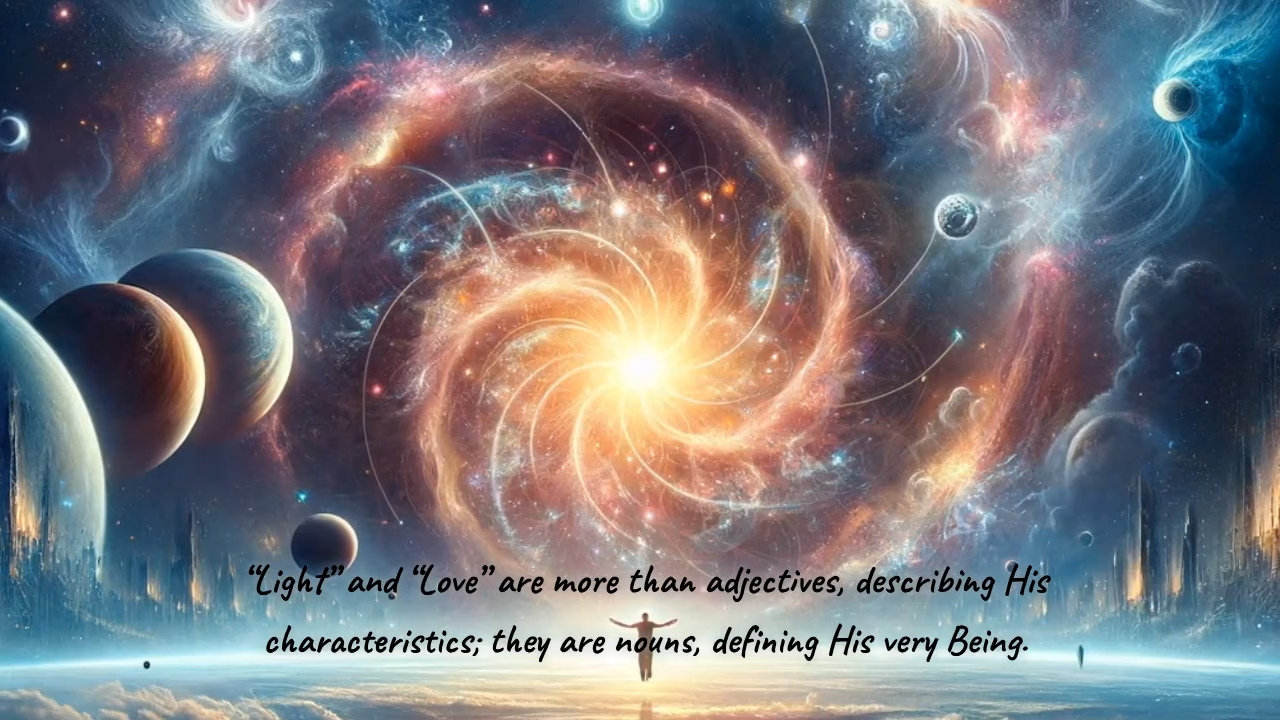 “Light” and “Love” are more than adjectives, describing His
characteristics; they are nouns, defining His very Being.